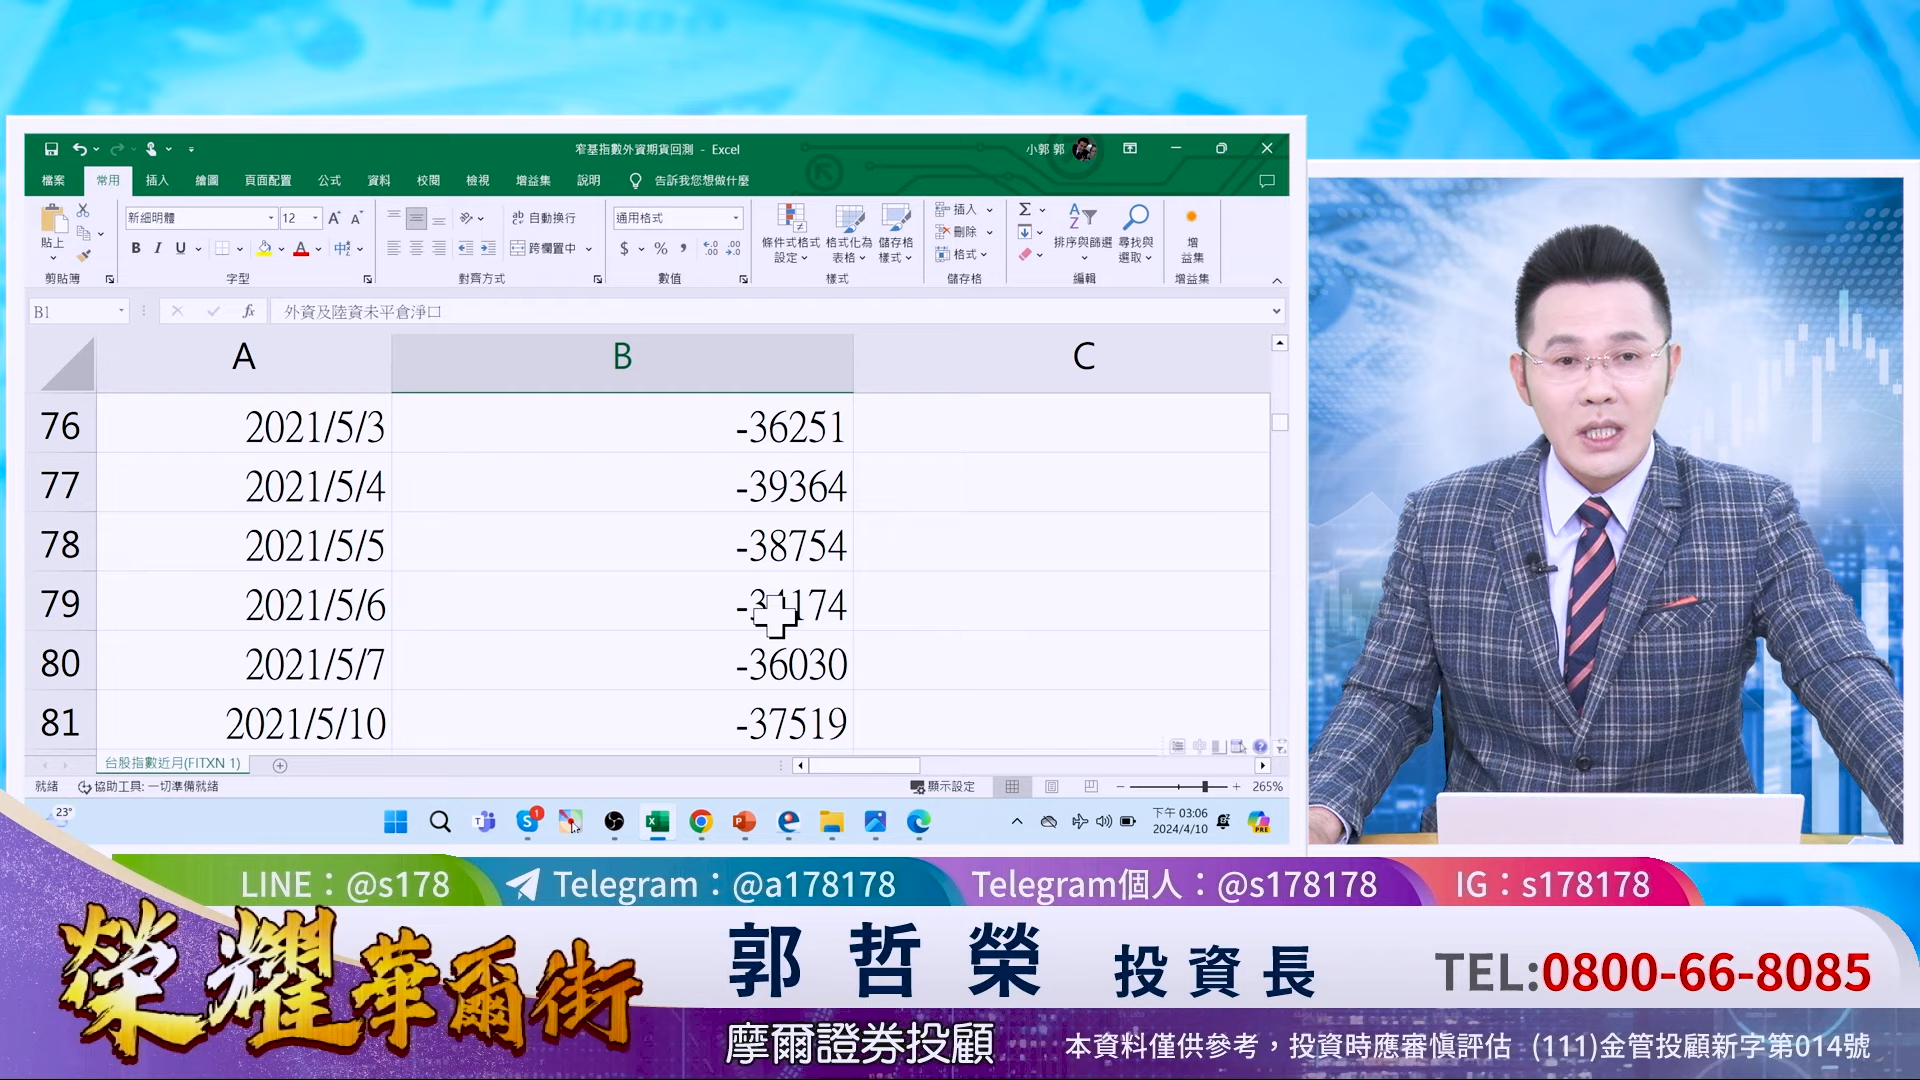 窄基指數外資期貨回測 - Excel
小郭 郭
檔案 常用 插入 繪圖 頁面配置 公式 資料 校閱 檢視 增益集 說明 告訴我您想做什麼
貼上
新細明體 12
B I U
自動換行
跨欄置中
通用格式
$ % ,
條件式格式設定
格式化為表格
儲存格樣式
插入
刪除
格式
排序與篩選
尋找與選取
增益集
剪貼簿 字型 對齊方式 數值 樣式 儲存格 編輯 增益集
B1 fx 外資及陸資未平倉淨口
A B C
76 2021/5/3 -36251
77 2021/5/4 -39364
78 2021/5/5 -38754
79 2021/5/6
80 2021/5/7 -36030
81 2021/5/10 -37519
台股指數近月(FITXN 1)
就緒 協助工具: 一切準備就緒 顯示設定 265%
23°
下午 03:06
2024/4/10
LINE：@s178 Telegram：@a178178 Telegram個人：@s178178 IG：s178178
榮耀華爾街
郭哲榮 投資長 TEL:0800-66-8085
摩爾證券投顧 本資料僅供參考，投資時應審慎評估 (111)金管投顧新字第014號